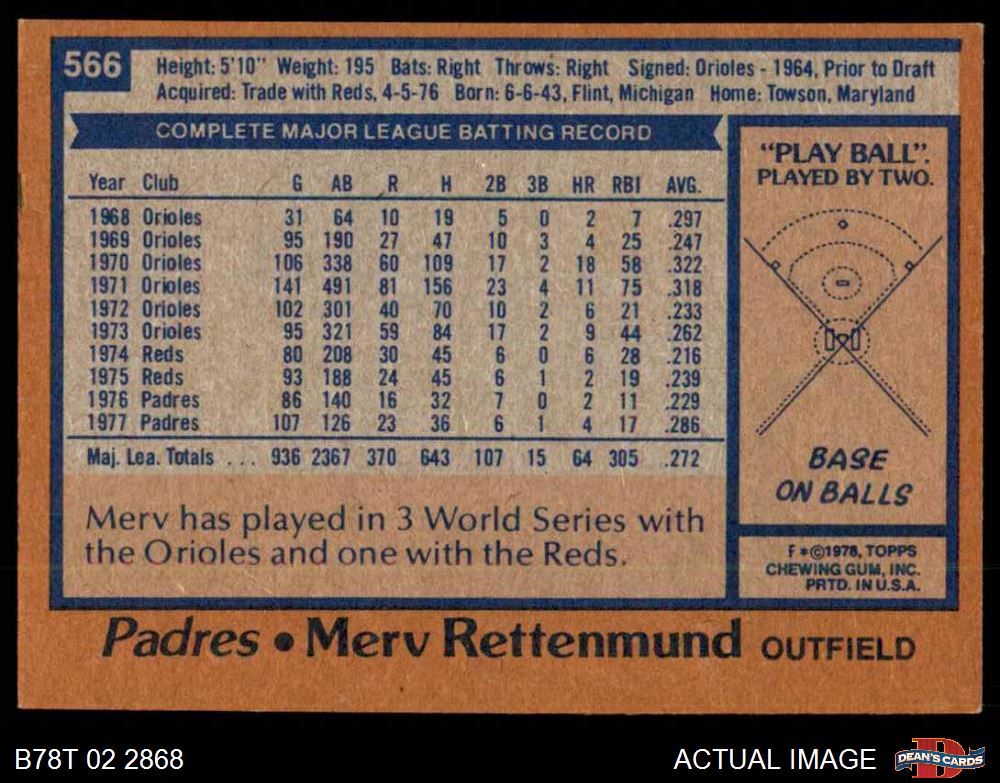 566
Height: 5'10" Weight: 195 Bats: Right Throws: Right Signed: Orioles - 1964, Prior to Draft
Acquired: Trade with Reds, 4-5-76 Born: 6-6-43, Flint, Michigan Home: Towson, Maryland
COMPLETE MAJOR LEAGUE BATTING RECORD
Year Club G AB R H 2B 3B HR RBI AVG.
1968 Orioles 31 64 10 19 5 0 2 7 .297
1969 Orioles 95 190 27 47 10 3 4 25 .247
1970 Orioles 106 338 60 109 17 2 18 58 .322
1971 Orioles 141 491 81 156 23 4 11 75 .318
1972 Orioles 102 301 40 70 10 2 6 21 .233
1973 Orioles 95 321 59 84 17 2 9 44 .262
1974 Reds 80 208 30 45 6 0 6 28 .216
1975 Reds 93 188 24 45 6 1 2 19 .239
1976 Padres 86 140 16 32 7 0 2 11 .229
1977 Padres 107 126 23 36 6 1 4 17 .286
Maj. Lea. Totals ... 936 2367 370 643 107 15 64 305 .272
Merv has played in 3 World Series with
the Orioles and one with the Reds.
"PLAY BALL".
PLAYED BY TWO.
BASE
ON BALLS
F*©1978, TOPPS
CHEWING GUM, INC.
PRTD. IN U.S.A.
Padres • Merv Rettenmund OUTFIELD
B78T 02 2868
ACTUAL IMAGE
D
DEAN'S CARDS